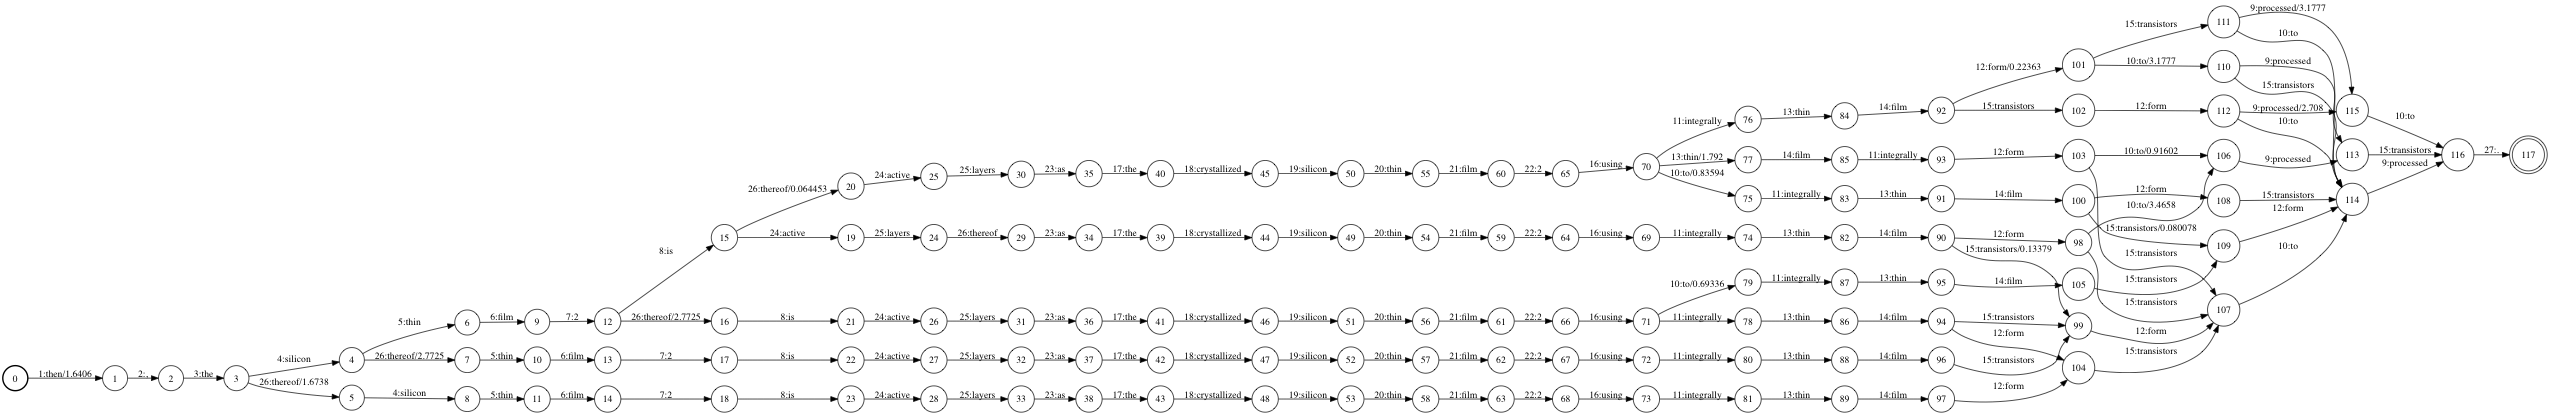 111 9:processed/3.1777
15:transistors 10:to
12:form/0.22363 101 10:to/3.1777 110 9:processed
15:transistors
11:integrally 76 13:thin 84 14:film 92 15:transistors 102 12:form 112 9:processed/2.708 115
10:to 10:to
26:thereof/0.064453 20 24:active 25 25:layers 30 23:as 35 17:the 40 18:crystallized 45 19:silicon 50 20:thin 55 21:film 60 22:2 65 16:using 70 13:thin/1.792 77 14:film 85 11:integrally 93 12:form 103 10:to/0.91602 106 9:processed 113 15:transistors 116 27:. 117
9:processed
10:to/0.83594 75 11:integrally 83 13:thin 91 14:film 100 12:form 108 15:transistors 114
10:to/3.4658 12:form
15:transistors/0.080078
8:is 15 24:active 19 25:layers 24 26:thereof 29 23:as 34 17:the 39 18:crystallized 44 19:silicon 49 20:thin 54 21:film 59 22:2 64 16:using 69 11:integrally 74 13:thin 82 14:film 90 12:form 98 109 10:to
15:transistors/0.13379 15:transistors
10:to/0.69336 79 11:integrally 87 13:thin 95 14:film 105 15:transistors
15:transistors
5:thin 6 6:film 9 7:2 12 26:thereof/2.7725 16 8:is 21 24:active 26 25:layers 31 23:as 36 17:the 41 18:crystallized 46 19:silicon 51 20:thin 56 21:film 61 22:2 66 16:using 71 11:integrally 78 13:thin 86 14:film 94 15:transistors 99 12:form 107
12:form
4:silicon 4 26:thereof/2.7725 7 5:thin 10 6:film 13 7:2 17 8:is 22 24:active 27 25:layers 32 23:as 37 17:the 42 18:crystallized 47 19:silicon 52 20:thin 57 21:film 62 22:2 67 16:using 72 11:integrally 80 13:thin 88 14:film 96 15:transistors 104 15:transistors
0 1:then/1.6406 1 2:, 2 3:the 3
26:thereof/1.6738 5 4:silicon 8 5:thin 11 6:film 14 7:2 18 8:is 23 24:active 28 25:layers 33 23:as 38 17:the 43 18:crystallized 48 19:silicon 53 20:thin 58 21:film 63 22:2 68 16:using 73 11:integrally 81 13:thin 89 14:film 97 12:form